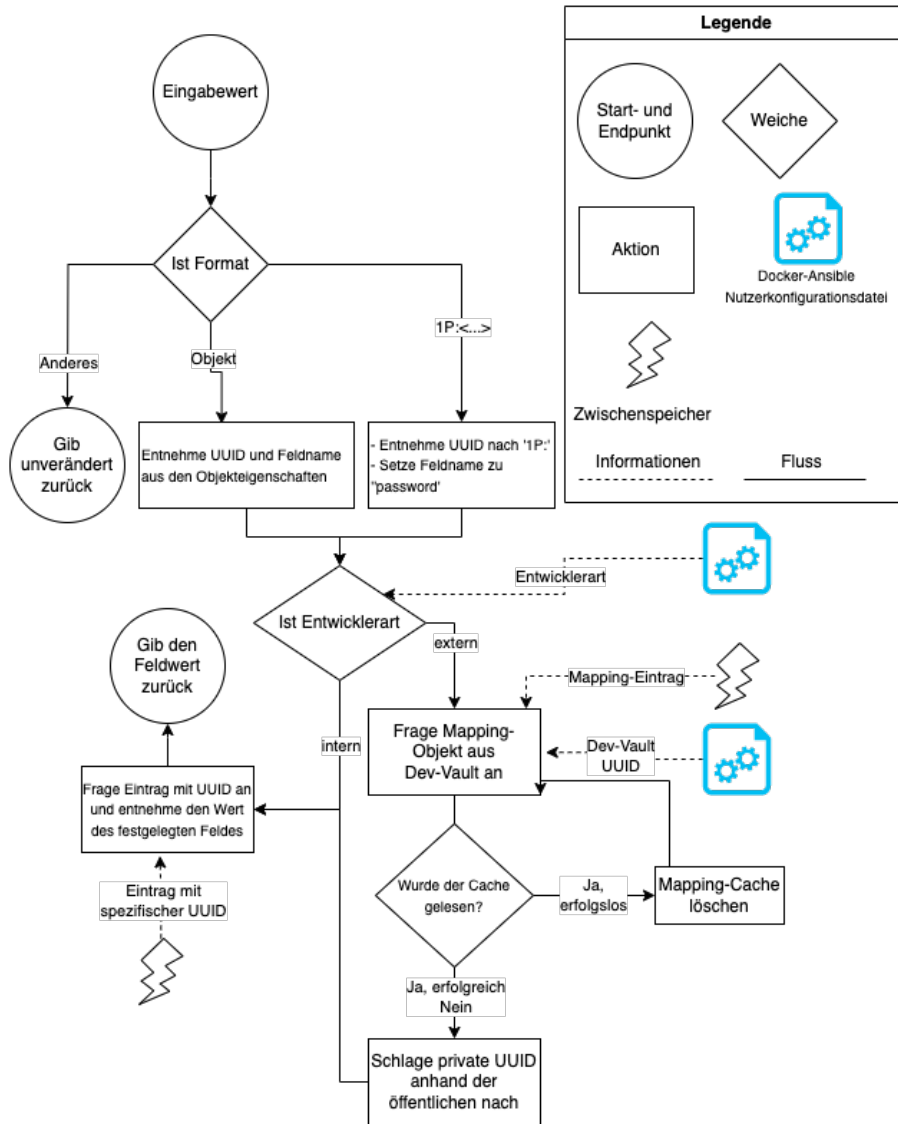 Legende
Eingabewert
Start- und
Endpunkt
Weiche
Ist Format
Aktion
Docker-Ansible
Nutzerkonfigurationsdatei
1P:<...>
Anderes
Objekt
Zwischenspeicher
Gib
unverändert
zurück
Entnehme UUID und Feldname
aus den Objekteigenschaften
- Entnehme UUID nach '1P:'
- Setze Feldname zu
"password'
Informationen
Fluss
Entwicklerart
Ist Entwicklerart
extern
Gib den
Feldwert
zurück
Mapping-Eintrag
intern
Frage Mapping-
Objekt aus
Dev-Vault an
Dev-Vault
UUID
Frage Eintrag mit UUID an
und entnehme den Wert
des festgelegten Feldes
Wurde der Cache
gelesen?
Ja,
erfolgslos
Mapping-Cache
löschen
Eintrag mit
spezifischer UUID
Ja, erfolgreich
Nein
Schlage private UUID
anhand der
öffentlichen nach